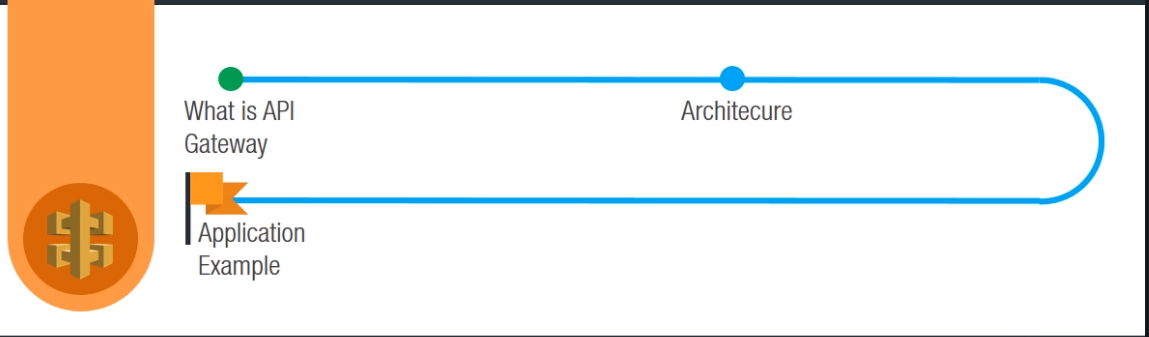 What is API
Gateway
Architecure
Application
Example